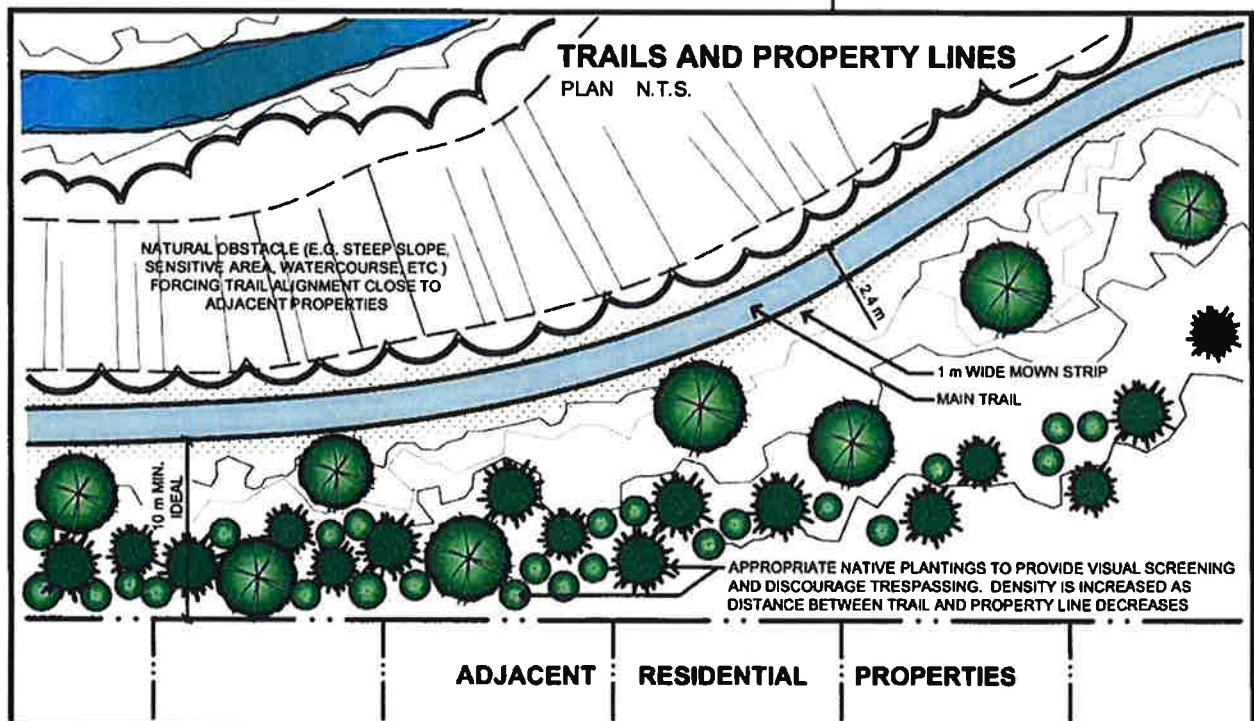 TRAILS AND PROPERTY LINES
PLAN N.T.S.
NATURAL OBSTACLE (E.G. STEEP SLOPE,
SENSITIVE AREA, WATERCOURSE, ETC )
FORCING TRAIL ALIGNMENT CLOSE TO
ADJACENT PROPERTIES
2.4 m
1 m WIDE MOWN STRIP
MAIN TRAIL
10 m MIN.
IDEAL
APPROPRIATE NATIVE PLANTINGS TO PROVIDE VISUAL SCREENING
AND DISCOURAGE TRESPASSING. DENSITY IS INCREASED AS
DISTANCE BETWEEN TRAIL AND PROPERTY LINE DECREASES
ADJACENT RESIDENTIAL PROPERTIES